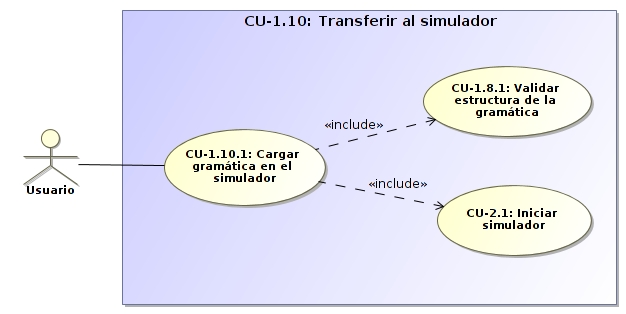 CU-1.10: Transferir al simulador
CU-1.8.1: Validar
estructura de la
gramática
«include»
CU-1.10.1: Cargar
gramática en el
simulador
«include»
Usuario
CU-2.1: Iniciar
simulador